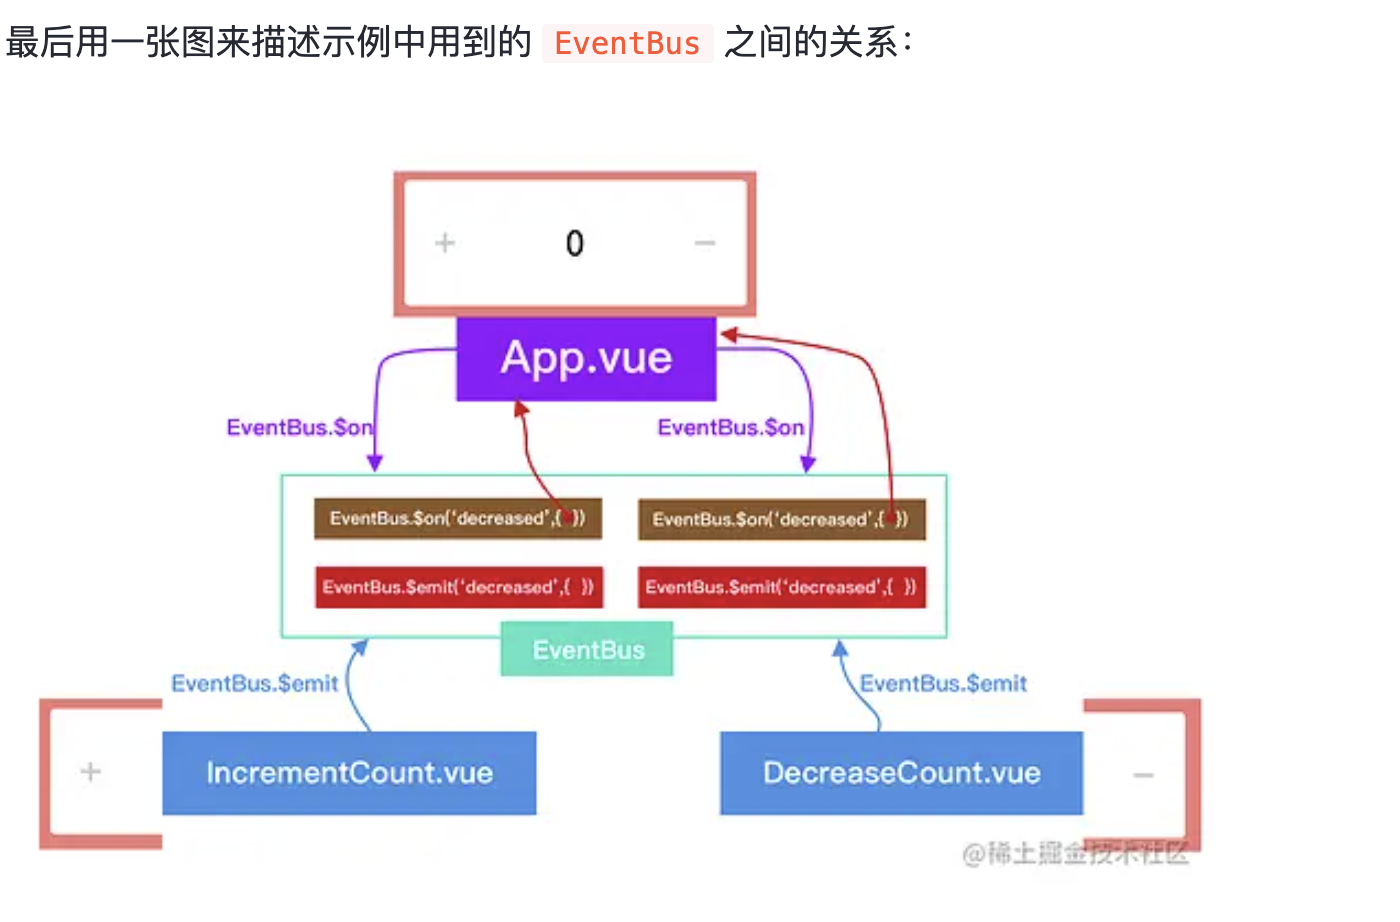 最后用一张图来描述示例中用到的 EventBus 之间的关系：
+ 0 −
App.vue
EventBus.$on EventBus.$on
EventBus.$on(‘decreased’,{ }) EventBus.$on(‘decreased’,{ })
EventBus.$emit(‘decreased’,{ }) EventBus.$emit(‘decreased’,{ })
EventBus
EventBus.$emit EventBus.$emit
+ IncrementCount.vue DecreaseCount.vue −
@稀土掘金技术社区